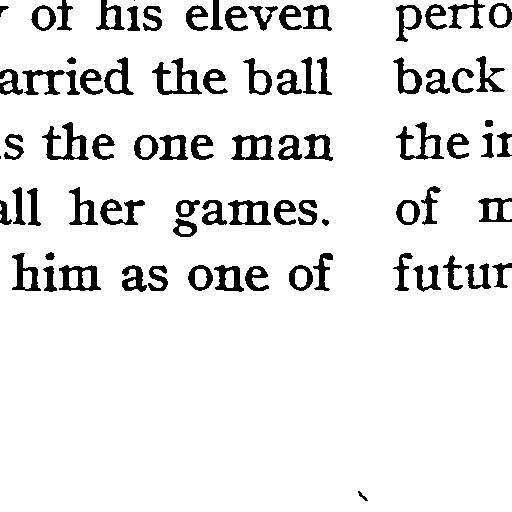 of his eleven
arried the ball
s the one man
all her games.
him as one of
perfo
back
the in
of m
futur